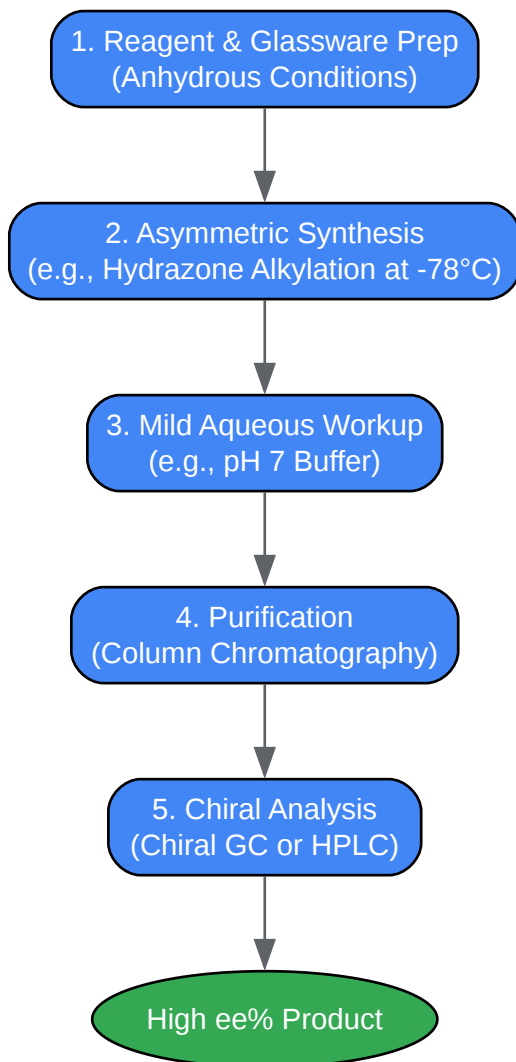 1. Reagent & Glassware Prep
(Anhydrous Conditions)
2. Asymmetric Synthesis
(e.g., Hydrazone Alkylation at -78°C)
3. Mild Aqueous Workup
(e.g., pH 7 Buffer)
4. Purification
(Column Chromatography)
5. Chiral Analysis
(Chiral GC or HPLC)
High ee% Product